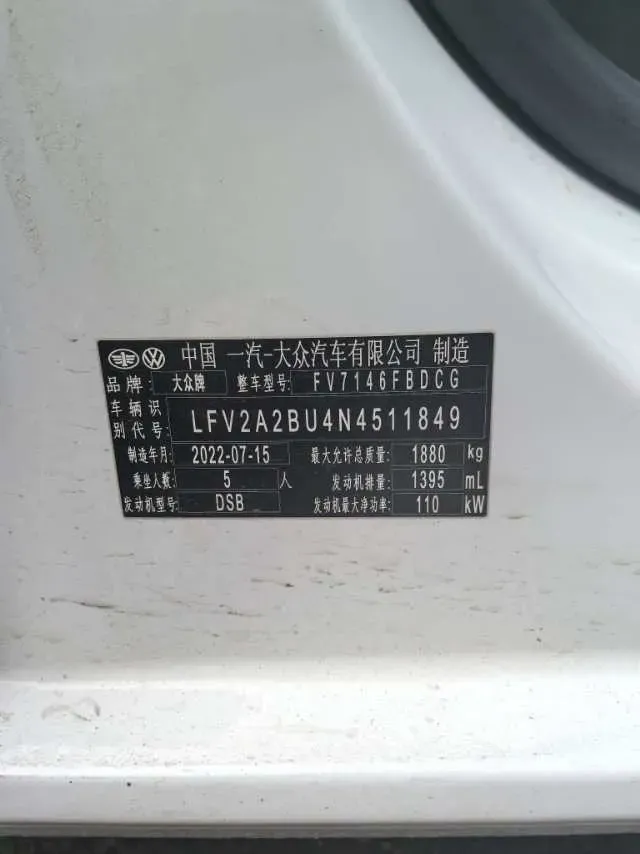 中国 一汽-大众汽车有限公司 制造
品牌: 大众牌 整车型号: FV7146FBDCG
车辆识别代号: LFV2A2BU4N4511849
制造年月: 2022-07-15 最大允许总质量: 1880 kg
乘坐人数: 5 人 发动机排量: 1395 mL
发动机型号: DSB 发动机最大净功率: 110 kW